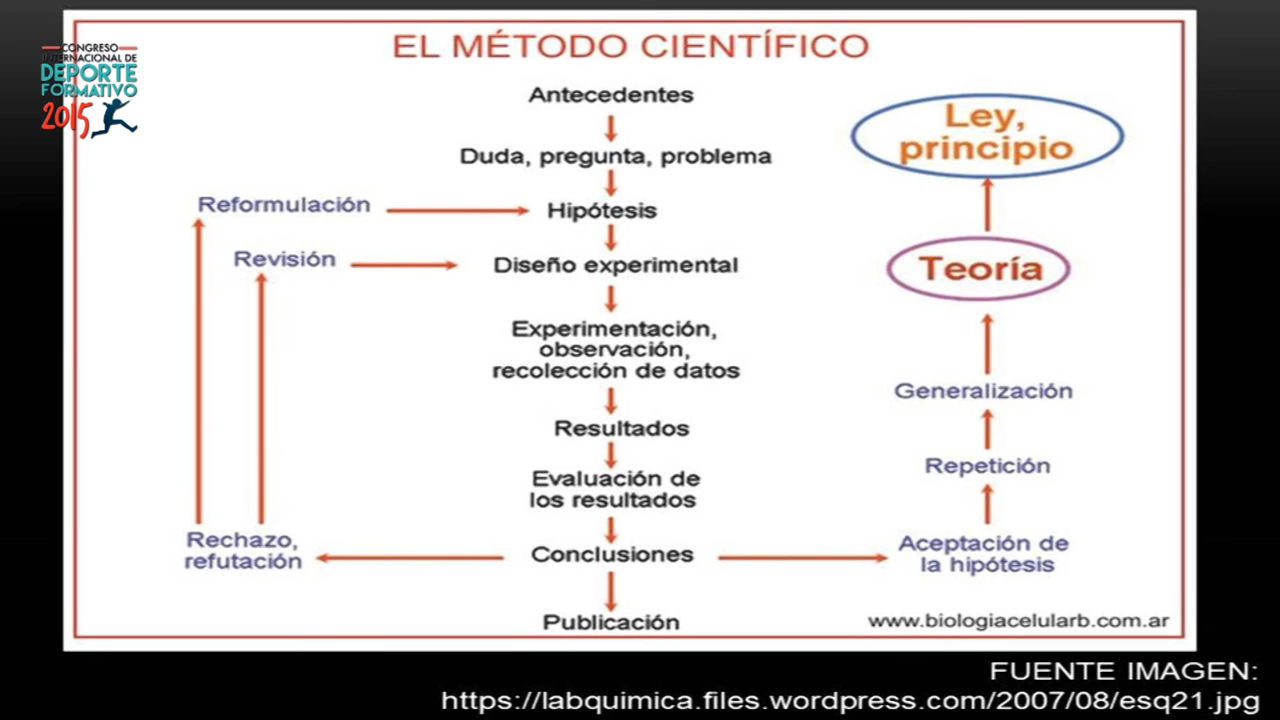 CONGRESO
INTERNACIONAL DE
DEPORTE
FORMATIVO
2015
EL MÉTODO CIENTÍFICO
Antecedentes
Duda, pregunta, problema
Reformulación
Hipótesis
Revisión
Diseño experimental
Experimentación,
observación,
recolección de datos
Resultados
Evaluación de
los resultados
Rechazo,
refutación
Conclusiones
Publicación
Ley,
principio
Teoría
Generalización
Repetición
Aceptación de
la hipótesis
www.biologiacelularb.com.ar
FUENTE IMAGEN:
https://labquimica.files.wordpress.com/2007/08/esq21.jpg